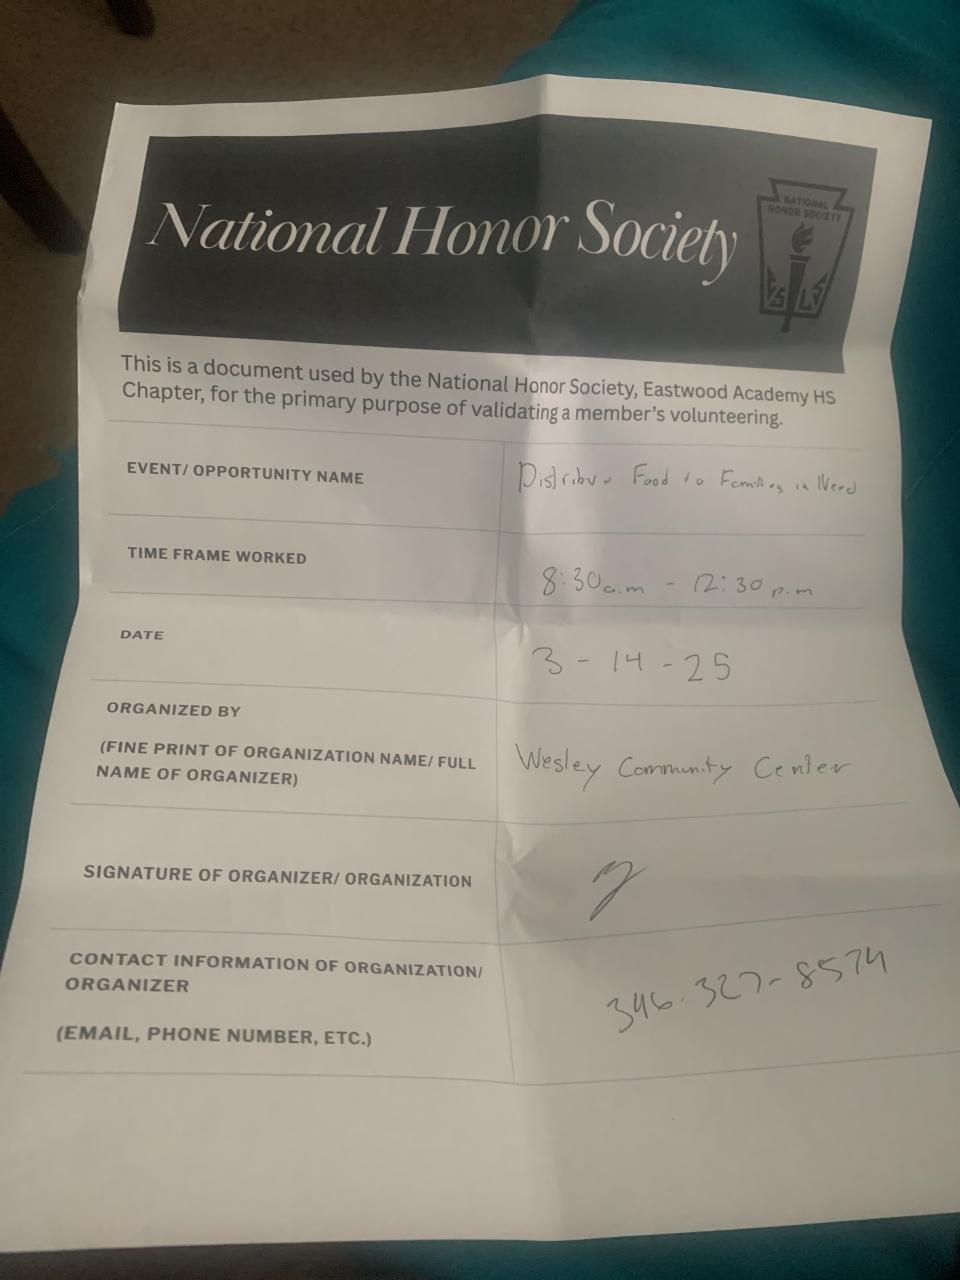 National Honor Society
NATIONAL
HONOR SOCIETY
This is a document used by the National Honor Society, Eastwood Academy HS
Chapter, for the primary purpose of validating a member's volunteering.
EVENT/ OPPORTUNITY NAME
Distribute Food to Families in Need
TIME FRAME WORKED
8:30a.m - 12:30 p.m
DATE
3 - 14 - 25
ORGANIZED BY
(FINE PRINT OF ORGANIZATION NAME/ FULL
NAME OF ORGANIZER)
Wesley Community Center
SIGNATURE OF ORGANIZER/ ORGANIZATION
CONTACT INFORMATION OF ORGANIZATION/
ORGANIZER
(EMAIL, PHONE NUMBER, ETC.)
346.327-8574